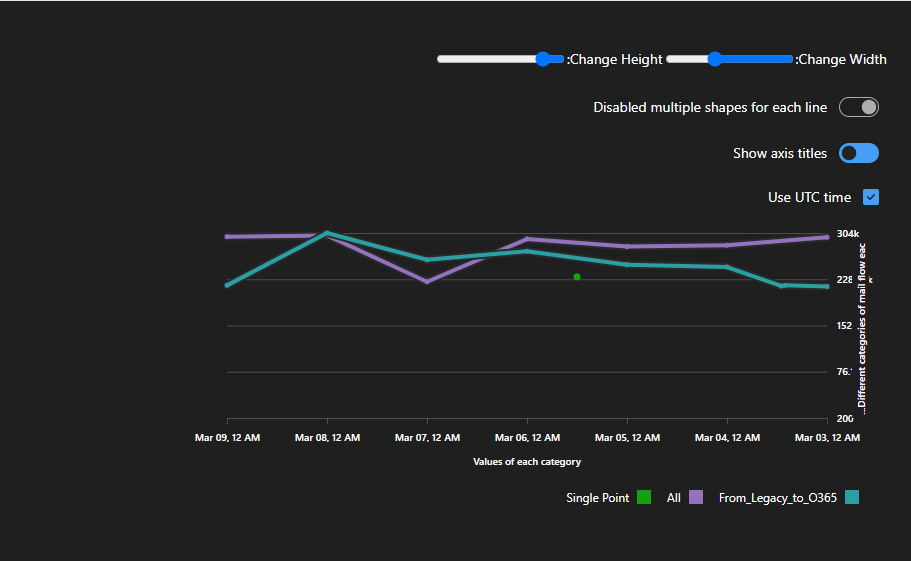 :Change Height :Change Width
Disabled multiple shapes for each line
Show axis titles
Use UTC time
304k
228 k
152
76.
200
...Different categories of mail flow eac
Mar 09, 12 AM Mar 08, 12 AM Mar 07, 12 AM Mar 06, 12 AM Mar 05, 12 AM Mar 04, 12 AM Mar 03, 12 AM
Values of each category
Single Point All From_Legacy_to_O365